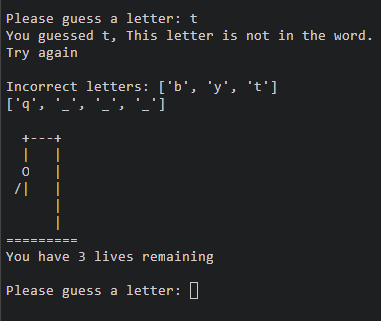 Please guess a letter: t
You guessed t, This letter is not in the word.
Try again

Incorrect letters: ['b', 'y', 't']
['q', '_', '_', '_']

  +---+
  |   |
  O   |
 /|   |
      |
      |
=========
You have 3 lives remaining

Please guess a letter: